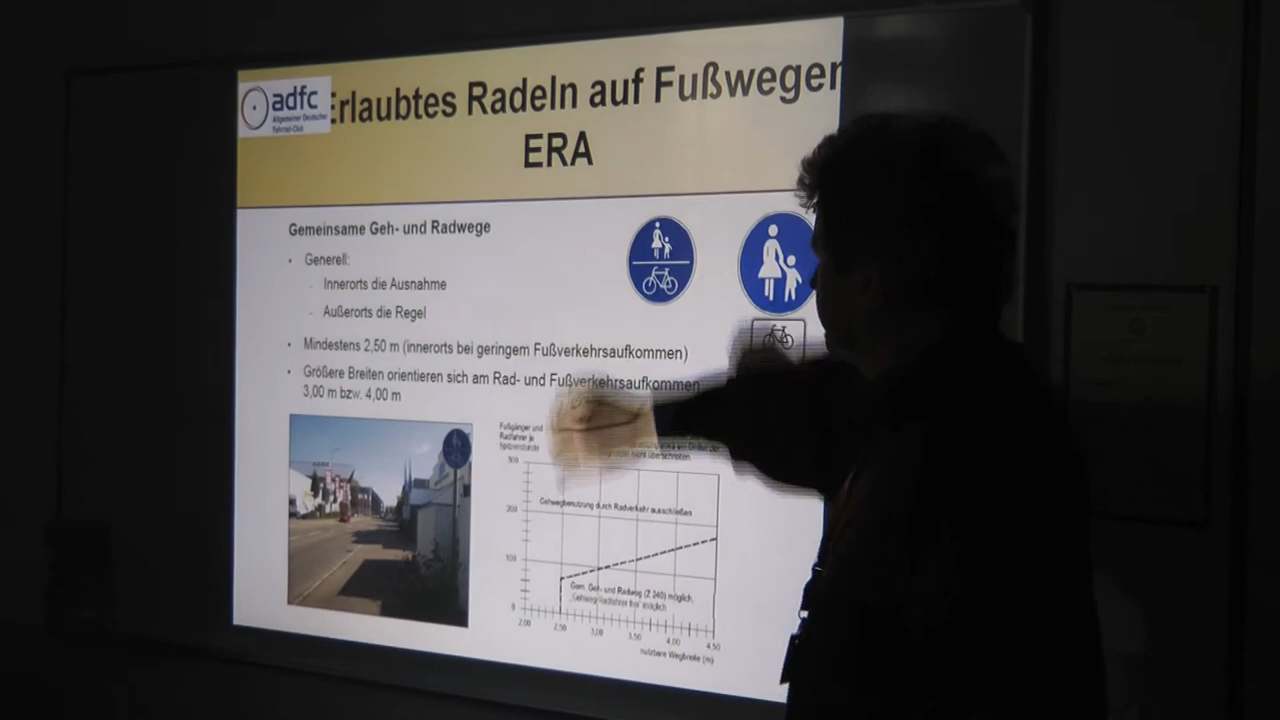 adfc
Allgemeiner Deutscher
Fahrrad-Club
Erlaubtes Radeln auf Fußwegen
ERA
Gemeinsame Geh- und Radwege
Generell:
Innerorts die Ausnahme
Außerorts die Regel
Mindestens 2,50 m (innerorts bei geringem Fußverkehrsaufkommen)
Größere Breiten orientieren sich am Rad- und Fußverkehrsaufkommen
3,00 m bzw. 4,00 m
Fußgänger und
Radfahrer je
Spitzenstunde
nicht überschreiten.
300
Gehwegbenutzung durch Radverkehr ausschließen
200
100
Gem. Geh- und Radweg (Z 240) möglich,
"Gehweg/Radfahrer frei" möglich
0
2,00 2,50 3,00 3,50 4,00 4,50
nutzbare Wegbreite (m)